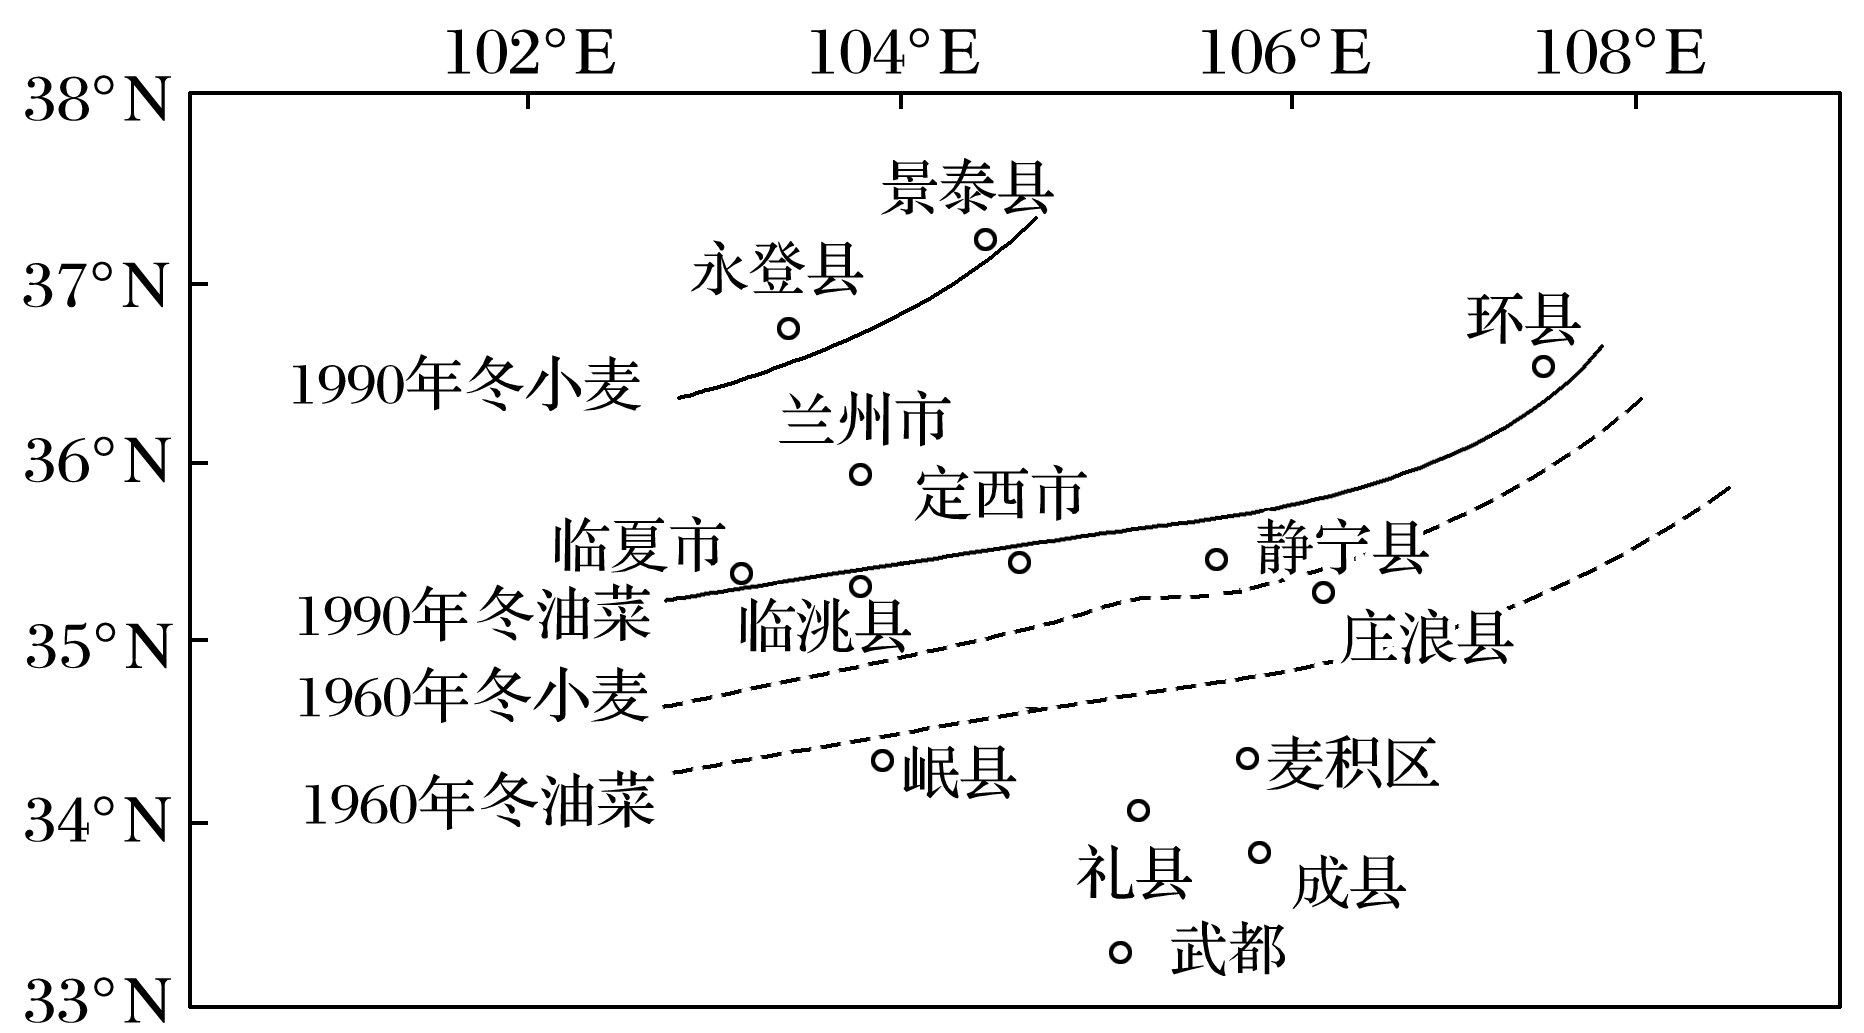 102°E 104°E 106°E 108°E
38°N
景泰县
永登县
37°N
环县
1990年冬小麦
兰州市
36°N
定西市
临夏市
静宁县
1990年冬油菜
临洮县
35°N
庄浪县
1960年冬小麦
岷县
麦积区
1960年冬油菜
34°N
礼县
成县
武都
33°N